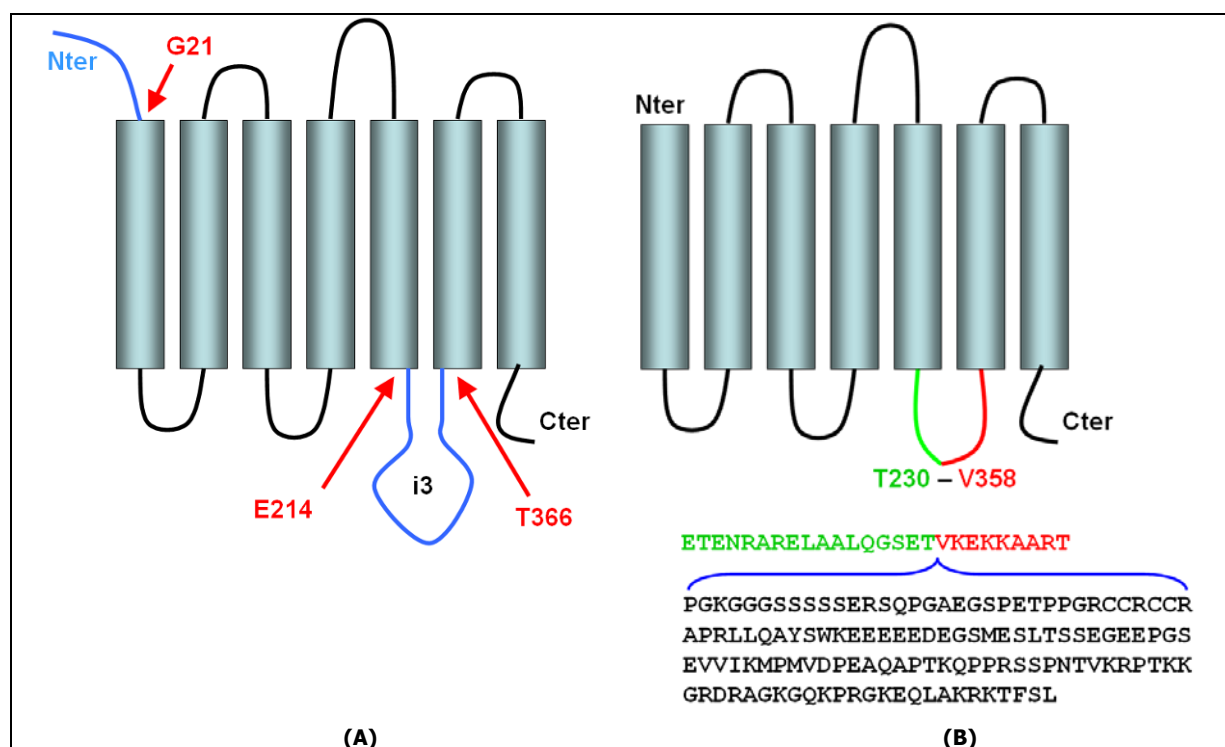 Nter
G21
E214
i3
T366
Cter
(A)
Nter
Cter
T230 – V358
ETENRARELAALQGSETVKEKKAART
PGKGGGSSSSSERSQPGAEGSPETPPGRCCRCCR
APRLLQAYSWKEEEEEDEGSMESLTSSEGEEPGS
EVVIKMPMVDPEAQAPTKQPPRSSPNTVKRPTKK
GRDRAGKGQKPRGKEQLAKRKTFSL
(B)